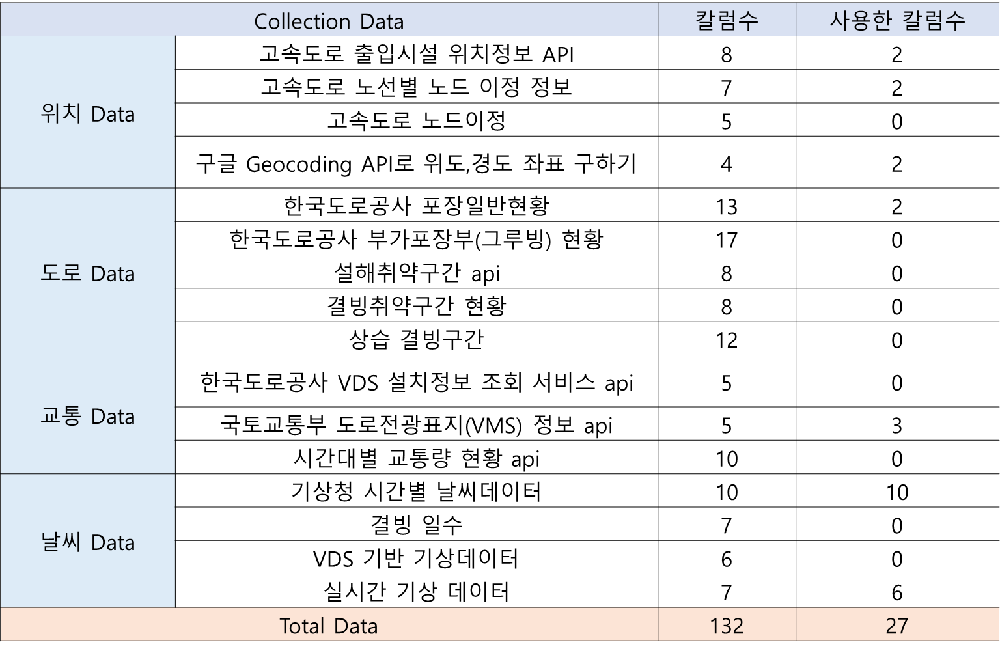 Collection Data 칼럼수 사용한 칼럼수
위치 Data
고속도로 출입시설 위치정보 API 8 2
고속도로 노선별 노드 이정 정보 7 2
고속도로 노드이정 5 0
구글 Geocoding API로 위도,경도 좌표 구하기 4 2
도로 Data
한국도로공사 포장일반현황 13 2
한국도로공사 부가포장부(그루빙) 현황 17 0
설해취약구간 api 8 0
결빙취약구간 현황 8 0
상습 결빙구간 12 0
교통 Data
한국도로공사 VDS 설치정보 조회 서비스 api 5 0
국토교통부 도로전광표지(VMS) 정보 api 5 3
시간대별 교통량 현황 api 10 0
날씨 Data
기상청 시간별 날씨데이터 10 10
결빙 일수 7 0
VDS 기반 기상데이터 6 0
실시간 기상 데이터 7 6
Total Data 132 27